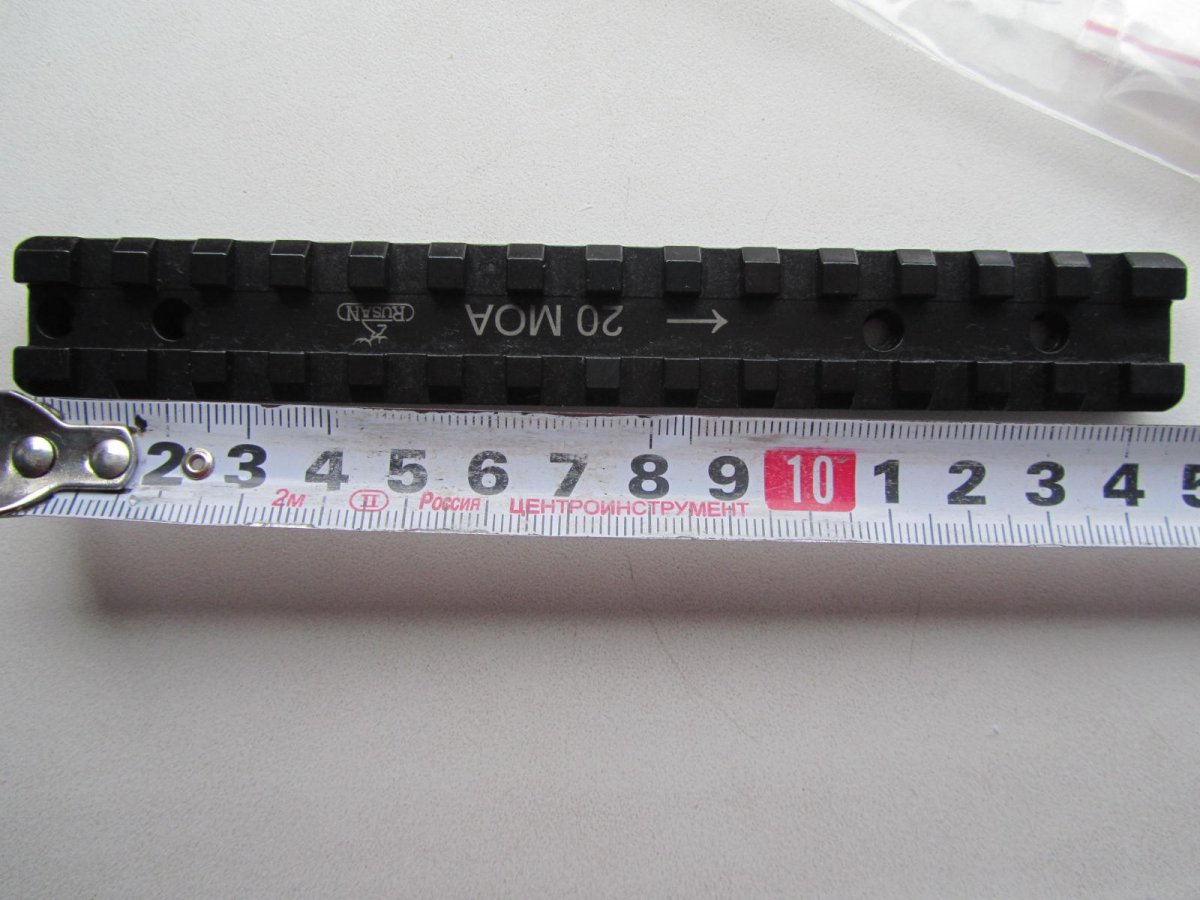 RUSAN
20 MOA
2 3 4 5 6 7 8 9 10 1 2 3 4 5
2м II Россия ЦЕНТРОИНСТРУМЕНТ